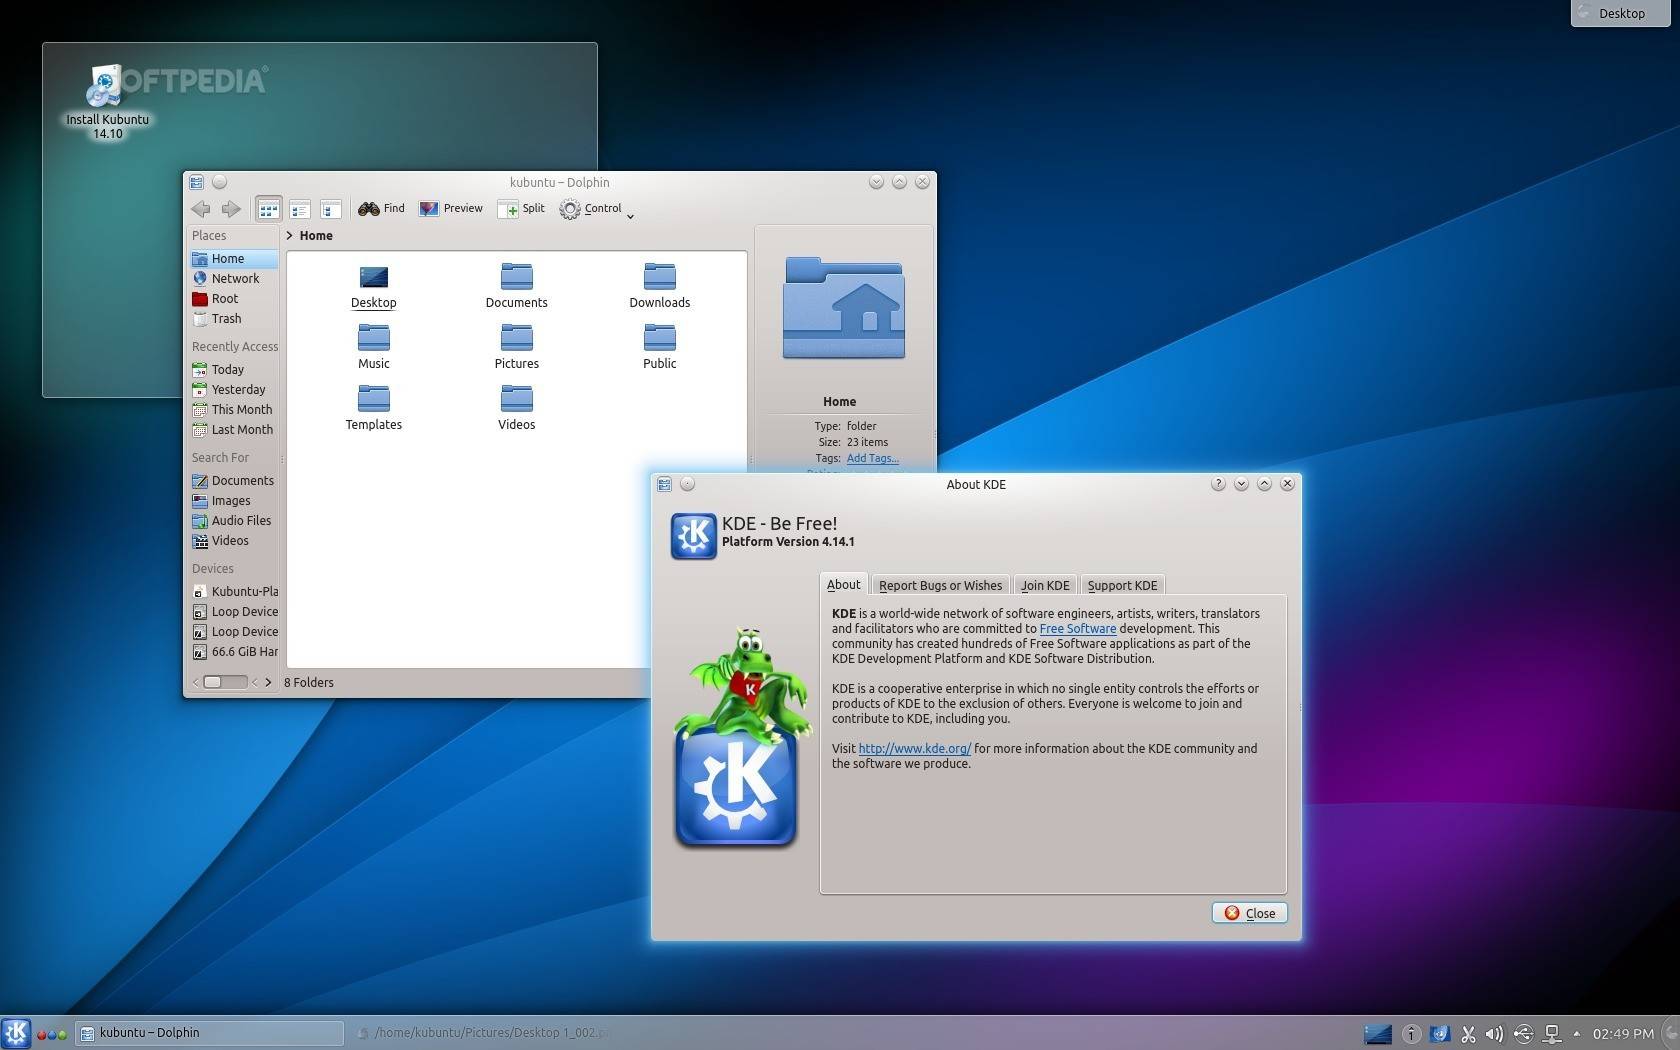 Desktop
SOFTPEDIA®
Install Kubuntu
14.10
kubuntu – Dolphin
Find
Preview
Split
Control
Places
> Home
Home
Network
Root
Trash
Recently Access
Today
Yesterday
This Month
Last Month
Search For
Documents
Images
Audio Files
Videos
Devices
Kubuntu-Pla
Loop Device
Loop Device
66.6 GiB Har
Desktop
Documents
Downloads
Music
Pictures
Public
Templates
Videos
8 Folders
Home
Type: folder
Size: 23 items
Tags: Add Tags...
About KDE
KDE - Be Free!
Platform Version 4.14.1
About
Report Bugs or Wishes
Join KDE
Support KDE
KDE is a world-wide network of software engineers, artists, writers, translators
and facilitators who are committed to Free Software development. This
community has created hundreds of Free Software applications as part of the
KDE Development Platform and KDE Software Distribution.
KDE is a cooperative enterprise in which no single entity controls the efforts or
products of KDE to the exclusion of others. Everyone is welcome to join and
contribute to KDE, including you.
Visit http://www.kde.org/ for more information about the KDE community and
the software we produce.
Close
kubuntu – Dolphin
/home/kubuntu/Pictures/Desktop 1_002.p
02:49 PM